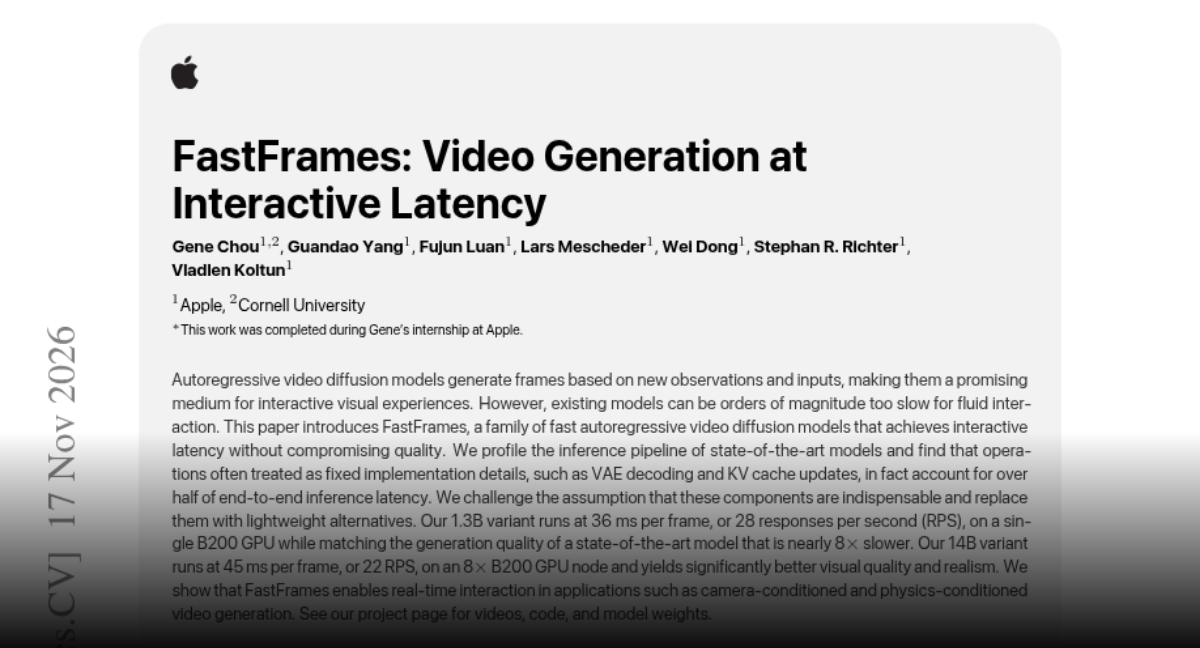 FastFrames: Video Generation at
Interactive Latency
Gene Chou1,2, Guandao Yang1, Fujun Luan1, Lars Mescheder1, Wei Dong1, Stephan R. Richter1,
Vladlen Koltun1
1Apple, 2Cornell University
*This work was completed during Gene's internship at Apple.
Autoregressive video diffusion models generate frames based on new observations and inputs, making them a promising
medium for interactive visual experiences. However, existing models can be orders of magnitude too slow for fluid inter-
action. This paper introduces FastFrames, a family of fast autoregressive video diffusion models that achieves interactive
latency without compromising quality. We profile the inference pipeline of state-of-the-art models and find that opera-
tions often treated as fixed implementation details, such as VAE decoding and KV cache updates, in fact account for over
half of end-to-end inference latency. We challenge the assumption that these components are indispensable and replace
them with lightweight alternatives. Our 1.3B variant runs at 36 ms per frame, or 28 responses per second (RPS), on a sin-
gle B200 GPU while matching the generation quality of a state-of-the-art model that is nearly 8× slower. Our 14B variant
runs at 45 ms per frame, or 22 RPS, on an 8× B200 GPU node and yields significantly better visual quality and realism. We
show that FastFrames enables real-time interaction in applications such as camera-conditioned and physics-conditioned
video generation. See our project page for videos, code, and model weights.
s.CV] 17 Nov 2026